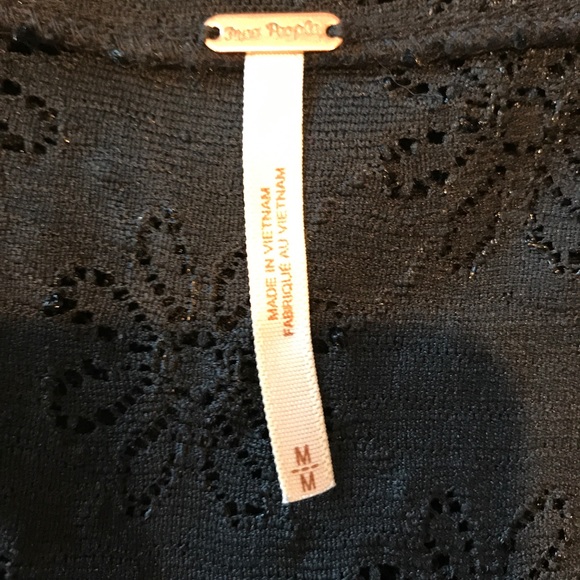 Free People
MADE IN VIETNAM
FABRIQUÉ AU VIETNAM
M
M